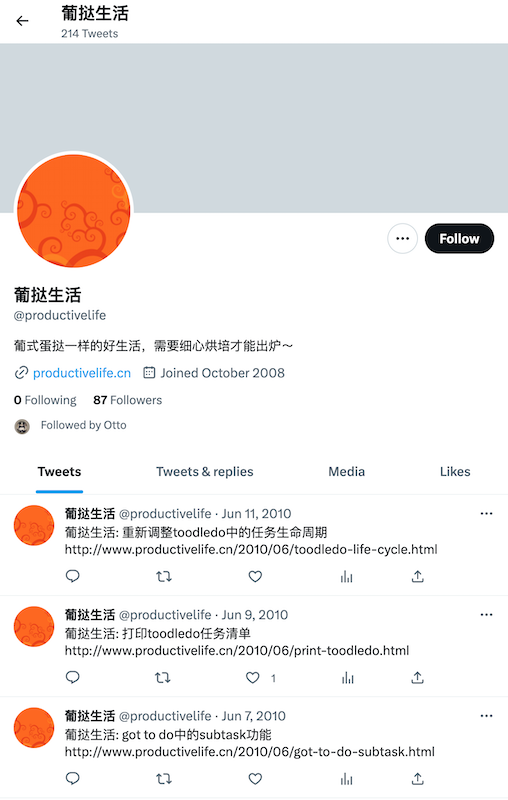 葡挞生活
214 Tweets
Follow
葡挞生活
@productivelife
葡式蛋挞一样的好生活，需要细心烘培才能出炉～
productivelife.cn Joined October 2008
0 Following 87 Followers
Followed by Otto
Tweets Tweets & replies Media Likes
葡挞生活 @productivelife · Jun 11, 2010
葡挞生活: 重新调整toodledo中的任务生命周期
http://www.productivelife.cn/2010/06/toodledo-life-cycle.html
葡挞生活 @productivelife · Jun 9, 2010
葡挞生活: 打印toodledo任务清单
http://www.productivelife.cn/2010/06/print-toodledo.html
1
葡挞生活 @productivelife · Jun 7, 2010
葡挞生活: got to do中的subtask功能
http://www.productivelife.cn/2010/06/got-to-do-subtask.html